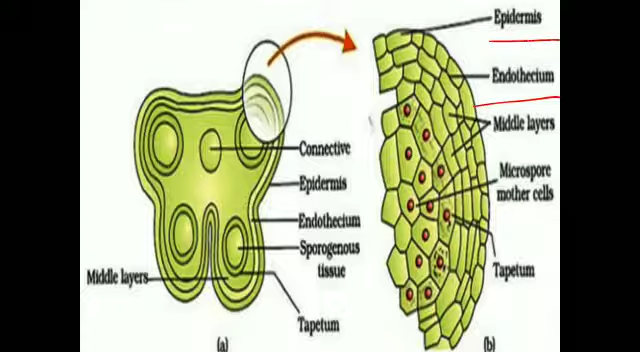 Epidermis
Endothecium
Middle layers
Microspore
mother cells
Tapetum
(b)
Connective
Epidermis
Endothecium
Sporogenous
tissue
Middle layers
Tapetum
(a)